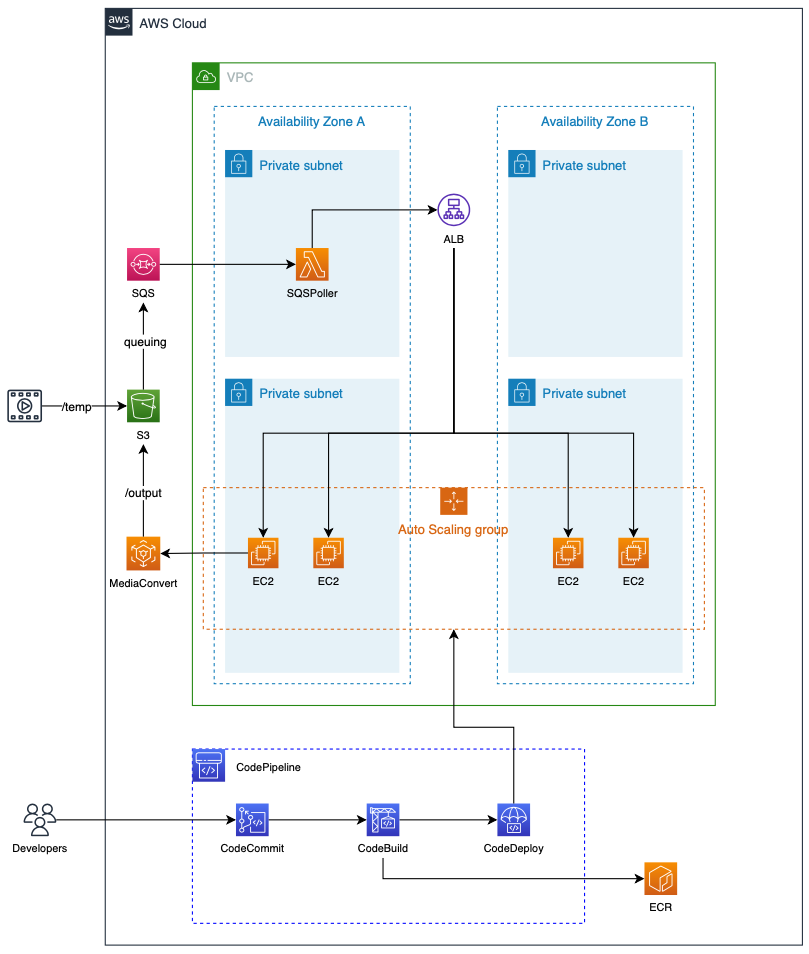 aws
AWS Cloud
VPC
Availability Zone A
Availability Zone B
Private subnet
Private subnet
ALB
SQS
SQSPoller
queuing
Private subnet
Private subnet
/temp
S3
/output
Auto Scaling group
MediaConvert
EC2
EC2
EC2
EC2
CodePipeline
Developers
CodeCommit
CodeBuild
CodeDeploy
ECR